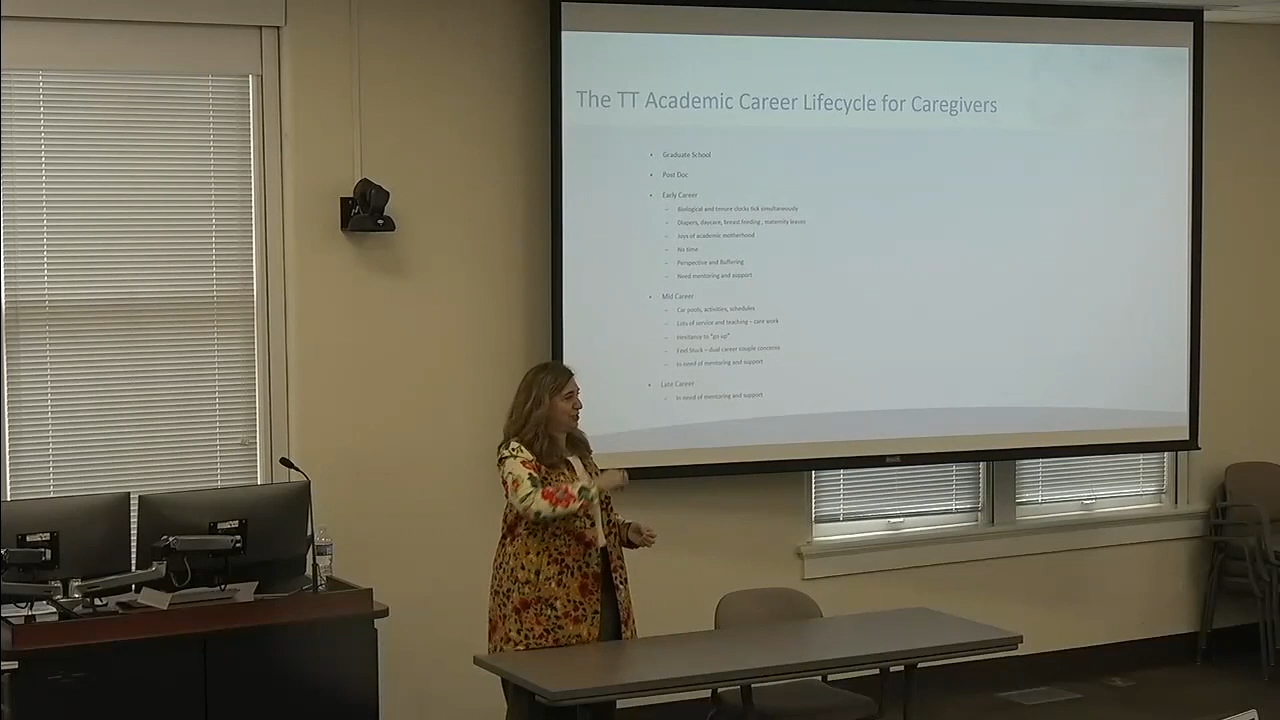 The TT Academic Career Lifecycle for Caregivers
• Graduate School
• Post Doc
• Early Career
– Biological and tenure clocks tick simultaneously
– Diapers, daycare, breast feeding , maternity leaves
– Joys of academic motherhood
– No time
– Perspective and Buffering
– Need mentoring and support
• Mid Career
– Car pools, activities, schedules
– Lots of service and teaching – care work
– Hesitance to "go up"
– Feel Stuck – dual career couple concerns
– In need of mentoring and support
• Late Career
– In need of mentoring and support